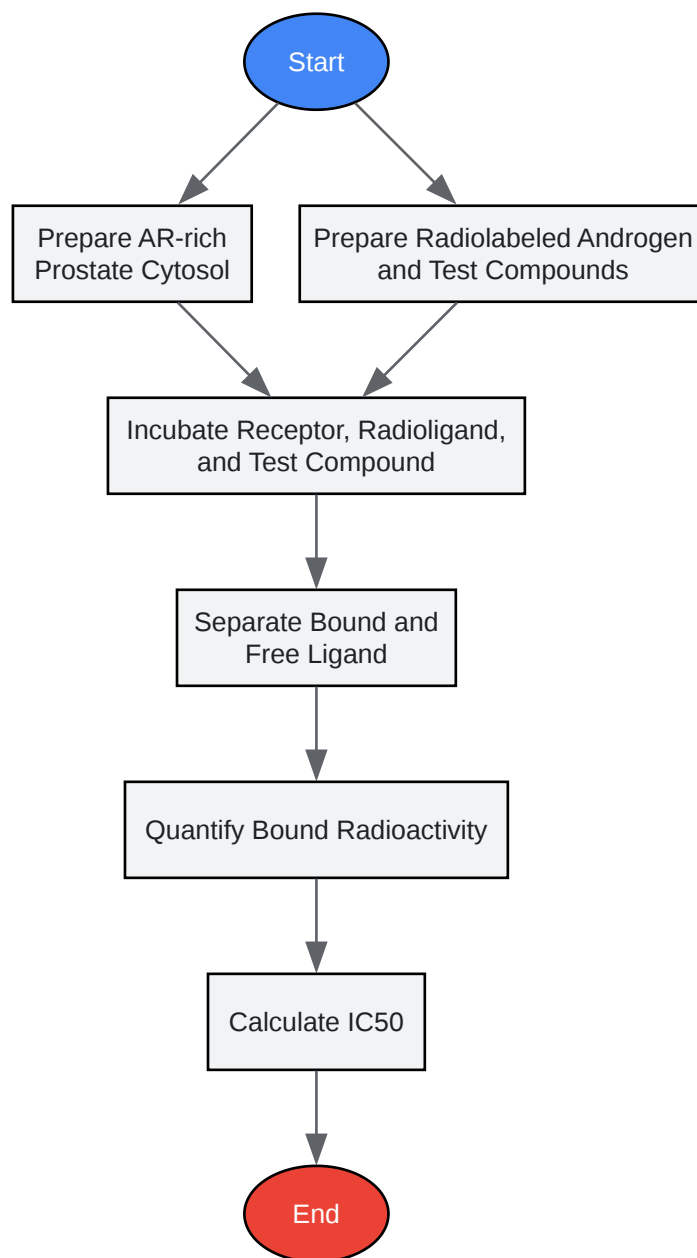 Start
Prepare AR-rich
Prostate Cytosol
Prepare Radiolabeled Androgen
and Test Compounds
Incubate Receptor, Radioligand,
and Test Compound
Separate Bound and
Free Ligand
Quantify Bound Radioactivity
Calculate IC50
End